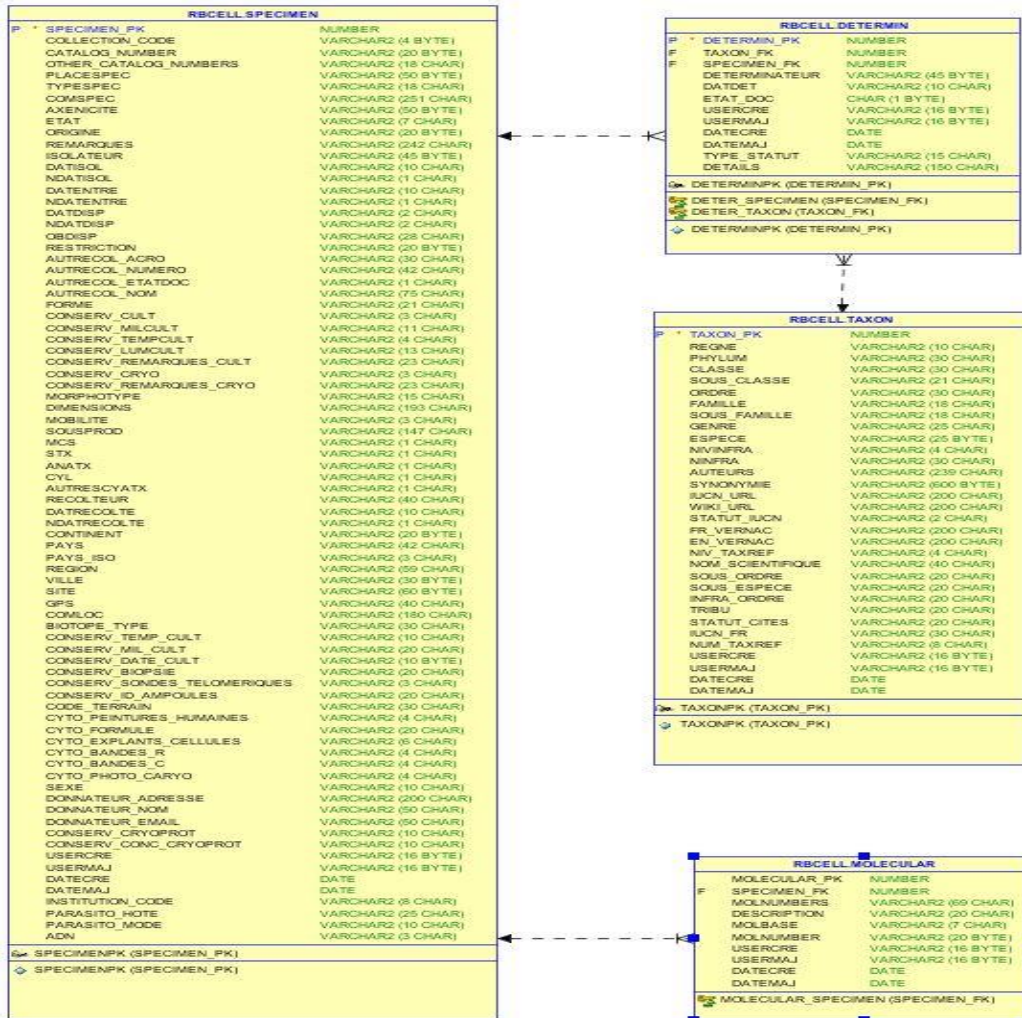 RBCELL.SPECIMEN
P * SPECIMEN_PK NUMBER
COLLECTION_CODE VARCHAR2 (4 BYTE)
CATALOG_NUMBER VARCHAR2 (20 BYTE)
OTHER_CATALOG_NUMBERS VARCHAR2 (18 CHAR)
PLACESPEC VARCHAR2 (50 BYTE)
TYPESPEC VARCHAR2 (18 CHAR)
COMSPEC VARCHAR2 (251 CHAR)
AXENICITE VARCHAR2 (50 BYTE)
ETAT VARCHAR2 (7 CHAR)
ORIGINE VARCHAR2 (20 BYTE)
REMARQUES VARCHAR2 (242 CHAR)
ISOLATEUR VARCHAR2 (45 BYTE)
DATISOL VARCHAR2 (10 CHAR)
NDATISOL VARCHAR2 (1 CHAR)
DATENTRE VARCHAR2 (10 CHAR)
NDATENTRE VARCHAR2 (1 CHAR)
DATDISP VARCHAR2 (2 CHAR)
NDATDISP VARCHAR2 (2 CHAR)
OBDISP VARCHAR2 (28 CHAR)
RESTRICTION VARCHAR2 (20 BYTE)
AUTRECOL_ACRO VARCHAR2 (30 CHAR)
AUTRECOL_NUMERO VARCHAR2 (42 CHAR)
AUTRECOL_ETATDOC VARCHAR2 (1 CHAR)
AUTRECOL_NOM VARCHAR2 (75 CHAR)
FORME VARCHAR2 (21 CHAR)
CONSERV_CULT VARCHAR2 (3 CHAR)
CONSERV_MILCULT VARCHAR2 (11 CHAR)
CONSERV_TEMPCULT VARCHAR2 (4 CHAR)
CONSERV_LUMCULT VARCHAR2 (13 CHAR)
CONSERV_REMARQUES_CULT VARCHAR2 (23 CHAR)
CONSERV_CRYO VARCHAR2 (3 CHAR)
CONSERV_REMARQUES_CRYO VARCHAR2 (23 CHAR)
MORPHOTYPE VARCHAR2 (15 CHAR)
DIMENSIONS VARCHAR2 (193 CHAR)
MOBILITE VARCHAR2 (3 CHAR)
SOUSPROD VARCHAR2 (147 CHAR)
MCS VARCHAR2 (1 CHAR)
STX VARCHAR2 (1 CHAR)
ANATX VARCHAR2 (1 CHAR)
CYL VARCHAR2 (1 CHAR)
AUTRESCYATX VARCHAR2 (1 CHAR)
RECOLTEUR VARCHAR2 (40 CHAR)
DATRECOLTE VARCHAR2 (10 CHAR)
NDATRECOLTE VARCHAR2 (1 CHAR)
CONTINENT VARCHAR2 (20 BYTE)
PAYS VARCHAR2 (42 CHAR)
PAYS_ISO VARCHAR2 (3 CHAR)
REGION VARCHAR2 (59 CHAR)
VILLE VARCHAR2 (30 BYTE)
SITE VARCHAR2 (60 BYTE)
GPS VARCHAR2 (40 CHAR)
COMLOC VARCHAR2 (180 CHAR)
BIOTOPE_TYPE VARCHAR2 (30 CHAR)
CONSERV_TEMP_CULT VARCHAR2 (10 CHAR)
CONSERV_MIL_CULT VARCHAR2 (20 CHAR)
CONSERV_DATE_CULT VARCHAR2 (10 BYTE)
CONSERV_BIOPSIE VARCHAR2 (20 CHAR)
CONSERV_SONDES_TELOMERIQUES VARCHAR2 (3 CHAR)
CONSERV_ID_AMPOULES VARCHAR2 (20 CHAR)
CODE_TERRAIN VARCHAR2 (30 CHAR)
CYTO_PEINTURES_HUMAINES VARCHAR2 (4 CHAR)
CYTO_FORMULE VARCHAR2 (20 CHAR)
CYTO_EXPLANTS_CELLULES VARCHAR2 (6 CHAR)
CYTO_BANDES_R VARCHAR2 (4 CHAR)
CYTO_BANDES_C VARCHAR2 (4 CHAR)
CYTO_PHOTO_CARYO VARCHAR2 (4 CHAR)
SEXE VARCHAR2 (10 CHAR)
DONNATEUR_ADRESSE VARCHAR2 (200 CHAR)
DONNATEUR_NOM VARCHAR2 (50 CHAR)
DONNATEUR_EMAIL VARCHAR2 (50 CHAR)
CONSERV_CRYOPROT VARCHAR2 (10 CHAR)
CONSERV_CONC_CRYOPROT VARCHAR2 (10 CHAR)
USERCRE VARCHAR2 (16 BYTE)
USERMAJ VARCHAR2 (16 BYTE)
DATECRE DATE
DATEMAJ DATE
INSTITUTION_CODE VARCHAR2 (8 CHAR)
PARASITO_HOTE VARCHAR2 (25 CHAR)
PARASITO_MODE VARCHAR2 (10 CHAR)
ADN VARCHAR2 (3 CHAR)
SPECIMENPK (SPECIMEN_PK)
SPECIMENPK (SPECIMEN_PK)
RBCELL.DETERMIN
P * DETERMIN_PK NUMBER
F TAXON_FK NUMBER
F SPECIMEN_FK NUMBER
DETERMINATEUR VARCHAR2 (45 BYTE)
DATDET VARCHAR2 (10 CHAR)
ETAT_DOC CHAR (1 BYTE)
USERCRE VARCHAR2 (16 BYTE)
USERMAJ VARCHAR2 (16 BYTE)
DATECRE DATE
DATEMAJ DATE
TYPE_STATUT VARCHAR2 (15 CHAR)
DETAILS VARCHAR2 (150 CHAR)
DETERMINPK (DETERMIN_PK)
DETER_SPECIMEN (SPECIMEN_FK)
DETER_TAXON (TAXON_FK)
DETERMINPK (DETERMIN_PK)
RBCELL.TAXON
P * TAXON_PK NUMBER
REGNE VARCHAR2 (10 CHAR)
PHYLUM VARCHAR2 (30 CHAR)
CLASSE VARCHAR2 (30 CHAR)
SOUS_CLASSE VARCHAR2 (21 CHAR)
ORDRE VARCHAR2 (30 CHAR)
FAMILLE VARCHAR2 (18 CHAR)
SOUS_FAMILLE VARCHAR2 (18 CHAR)
GENRE VARCHAR2 (25 CHAR)
ESPECE VARCHAR2 (25 BYTE)
NIVINFRA VARCHAR2 (4 CHAR)
NINFRA VARCHAR2 (30 CHAR)
AUTEURS VARCHAR2 (239 CHAR)
SYNONYMIE VARCHAR2 (600 BYTE)
IUCN_URL VARCHAR2 (200 CHAR)
WIKI_URL VARCHAR2 (200 CHAR)
STATUT_IUCN VARCHAR2 (2 CHAR)
FR_VERNAC VARCHAR2 (200 CHAR)
EN_VERNAC VARCHAR2 (200 CHAR)
NIV_TAXREF VARCHAR2 (4 CHAR)
NOM_SCIENTIFIQUE VARCHAR2 (40 CHAR)
SOUS_ORDRE VARCHAR2 (20 CHAR)
SOUS_ESPECE VARCHAR2 (20 CHAR)
INFRA_ORDRE VARCHAR2 (20 CHAR)
TRIBU VARCHAR2 (20 CHAR)
STATUT_CITES VARCHAR2 (20 CHAR)
IUCN_FR VARCHAR2 (30 CHAR)
NUM_TAXREF VARCHAR2 (8 CHAR)
USERCRE VARCHAR2 (16 BYTE)
USERMAJ VARCHAR2 (16 BYTE)
DATECRE DATE
DATEMAJ DATE
TAXONPK (TAXON_PK)
TAXONPK (TAXON_PK)
RBCELL.MOLECULAR
MOLECULAR_PK NUMBER
F SPECIMEN_FK NUMBER
MOLNUMBERS VARCHAR2 (69 CHAR)
DESCRIPTION VARCHAR2 (20 CHAR)
MOLBASE VARCHAR2 (7 CHAR)
MOLNUMBER VARCHAR2 (20 BYTE)
USERCRE VARCHAR2 (16 BYTE)
USERMAJ VARCHAR2 (16 BYTE)
DATECRE DATE
DATEMAJ DATE
MOLECULAR_SPECIMEN (SPECIMEN_FK)